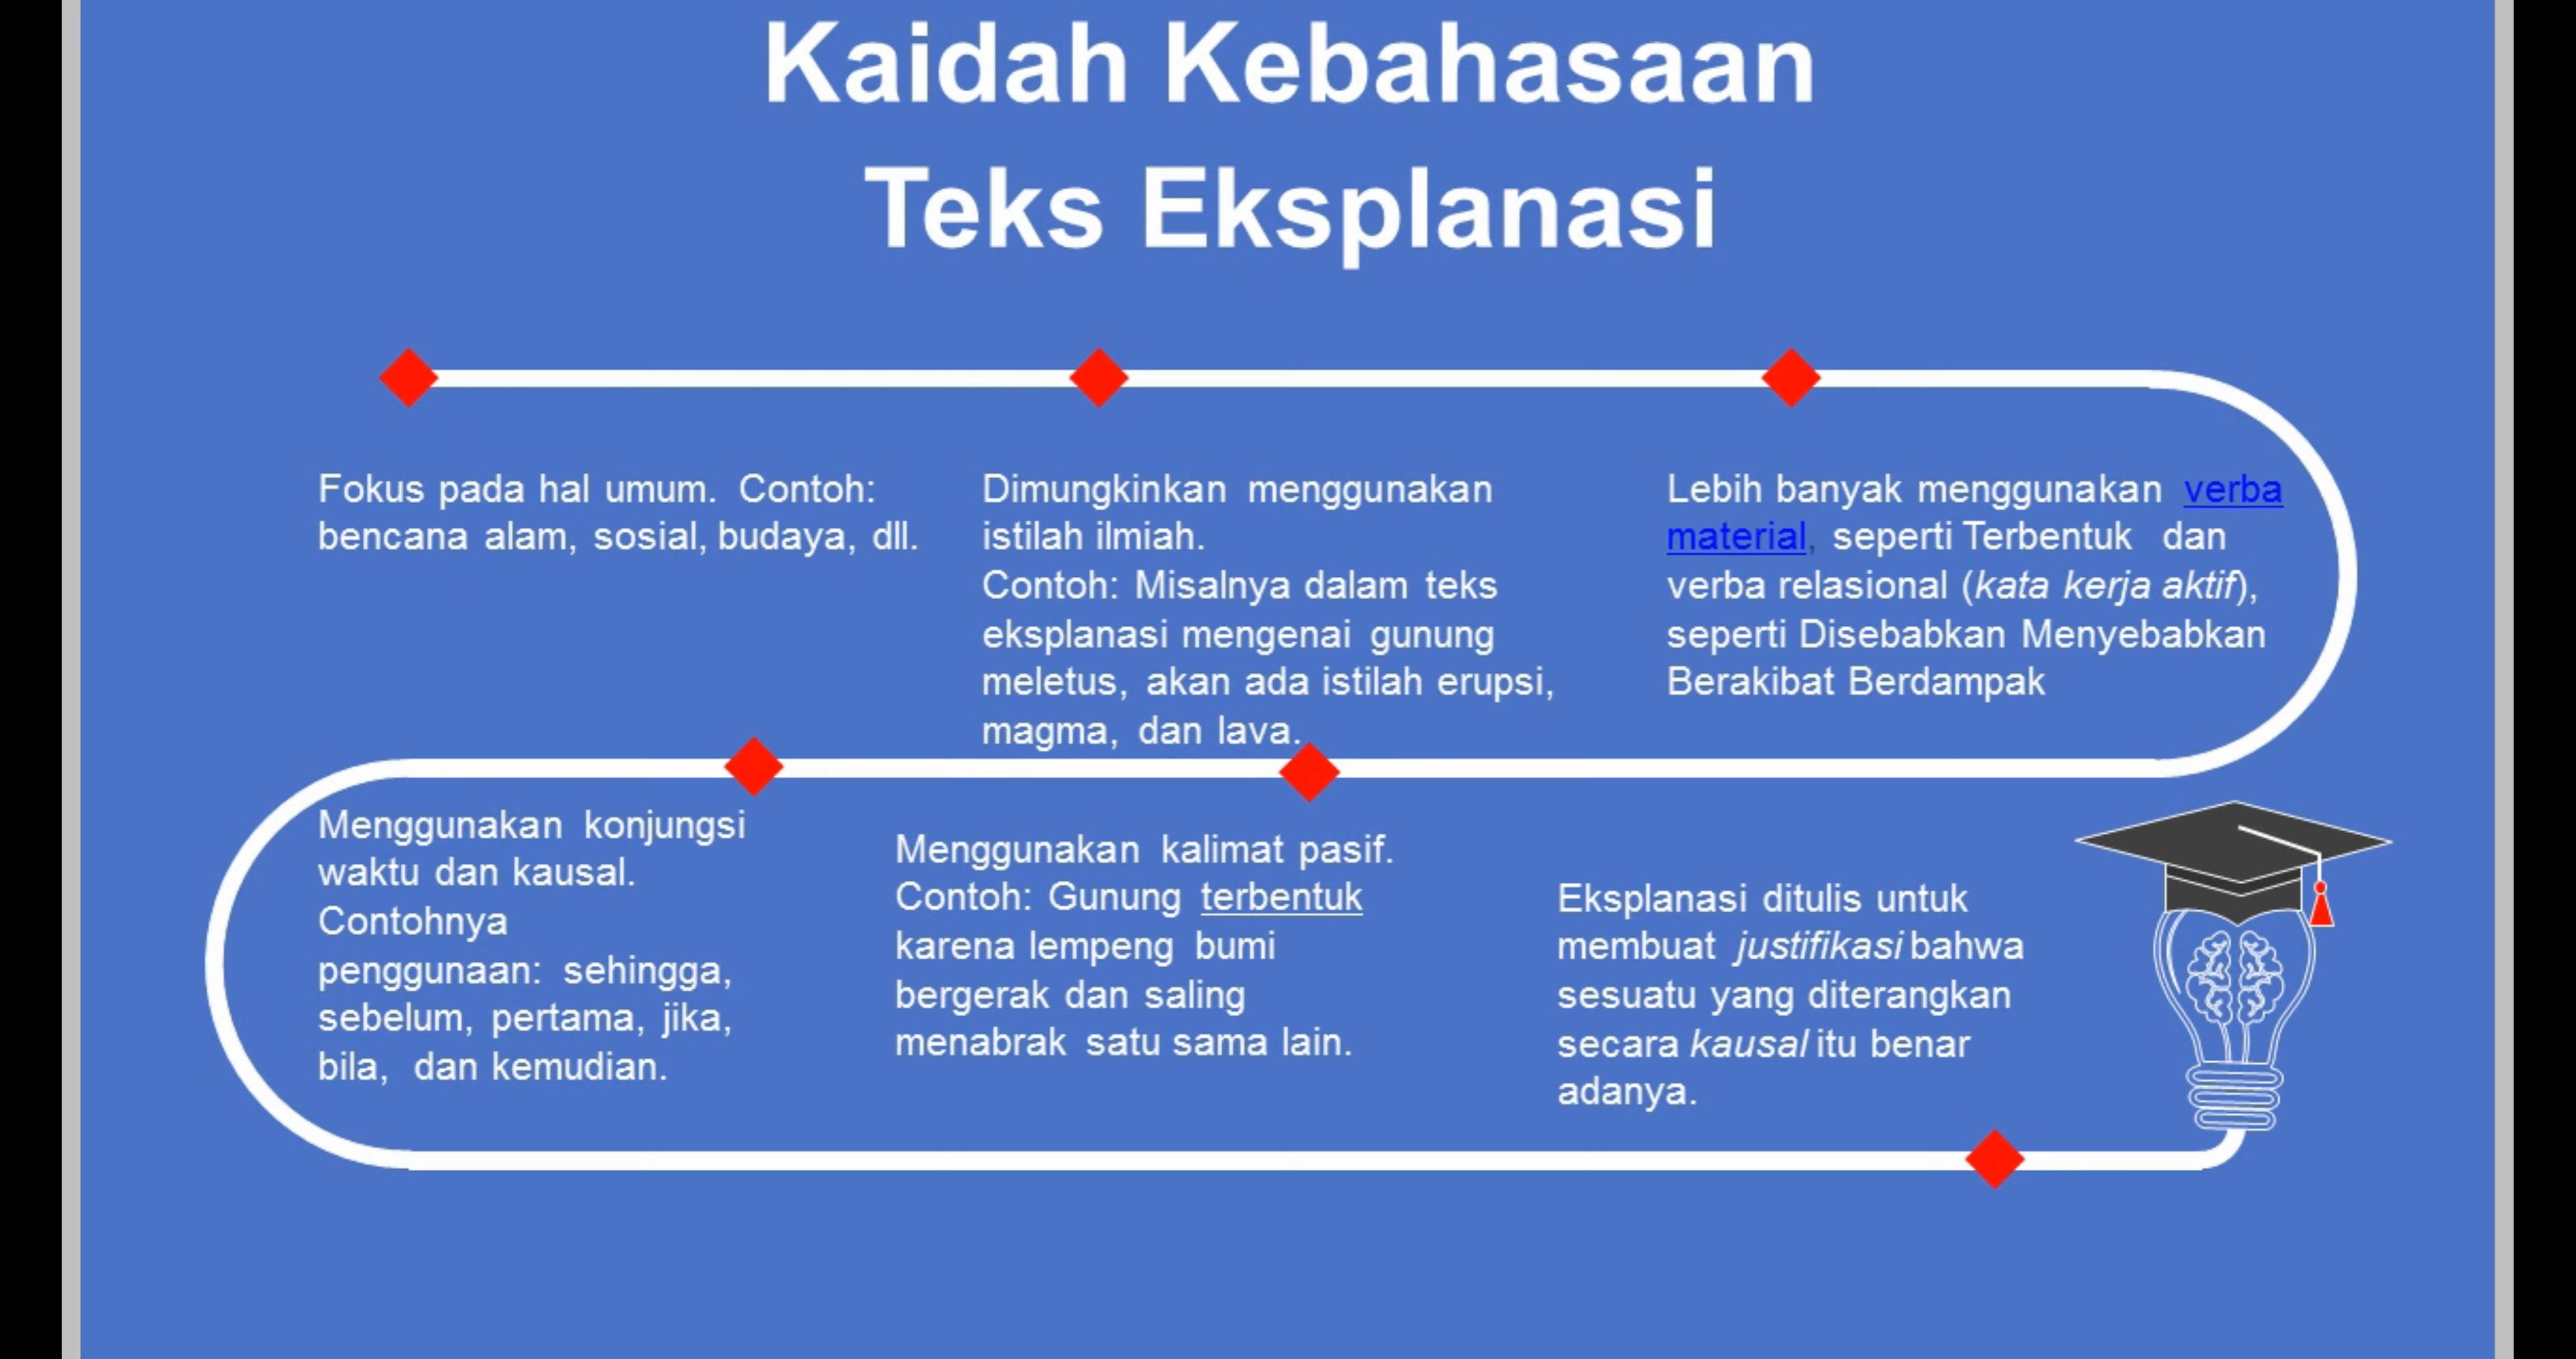 Kaidah Kebahasaan
Teks Eksplanasi
Fokus pada hal umum. Contoh:
bencana alam, sosial, budaya, dll.
Dimungkinkan menggunakan
istilah ilmiah.
Contoh: Misalnya dalam teks
eksplanasi mengenai gunung
meletus, akan ada istilah erupsi,
magma, dan lava.
Lebih banyak menggunakan verba
material, seperti Terbentuk dan
verba relasional (kata kerja aktif),
seperti Disebabkan Menyebabkan
Berakibat Berdampak
Menggunakan konjungsi
waktu dan kausal.
Contohnya
penggunaan: sehingga,
sebelum, pertama, jika,
bila, dan kemudian.
Menggunakan kalimat pasif.
Contoh: Gunung terbentuk
karena lempeng bumi
bergerak dan saling
menabrak satu sama lain.
Eksplanasi ditulis untuk
membuat justifikasi bahwa
sesuatu yang diterangkan
secara kausal itu benar
adanya.